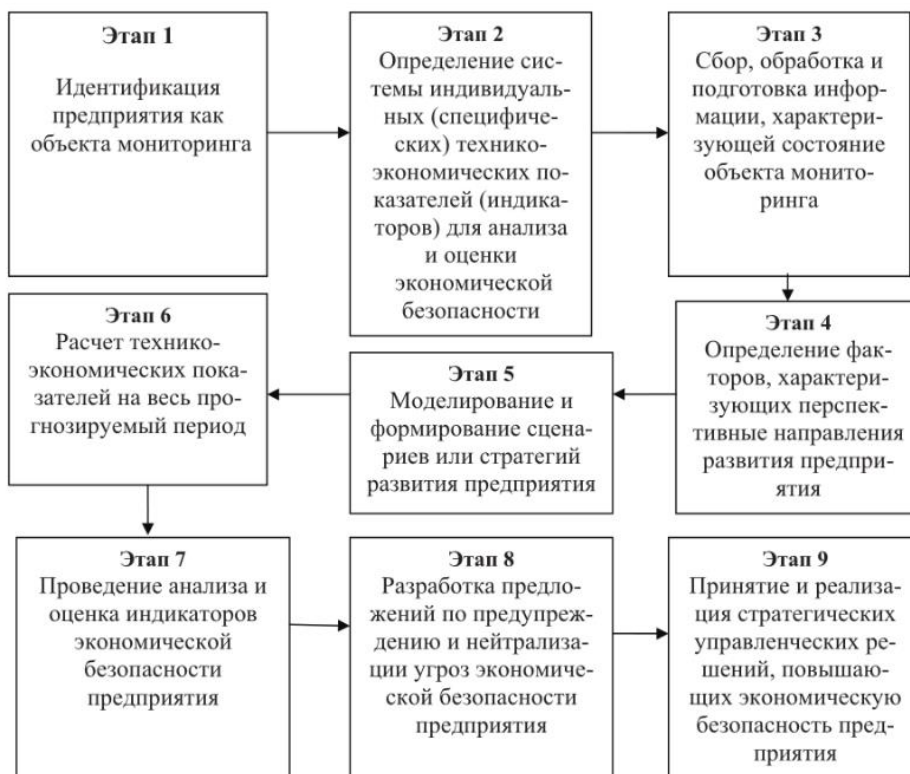 Этап 1
Идентификация
предприятия как
объекта мониторинга
Этап 2
Определение сис-
темы индивидуаль-
ных (специфиче-
ских) технико-
экономических по-
казателей (индика-
торов) для анализа
и оценки
экономической
безопасности
Этап 3
Сбор, обработка и
подготовка инфор-
мации, характери-
зующей состояние
объекта монито-
ринга
Этап 4
Определение фак-
торов, характери-
зующих перспек-
тивные направления
развития предпри-
ятия
Этап 5
Моделирование и
формирование сцена-
риев или стратегий
развития предприятия
Этап 6
Расчет технико-
экономических пока-
зателей на весь про-
гнозируемый период
Этап 7
Проведение анализа и
оценка индикаторов
экономической
безопасности
предприятия
Этап 8
Разработка предло-
жений по предупреж-
дению и нейтрализа-
ции угроз экономиче-
ской безопасности
предприятия
Этап 9
Принятие и реализа-
ция стратегических
управленческих ре-
шений, повышаю-
щих экономическую
безопасность пред-
приятия